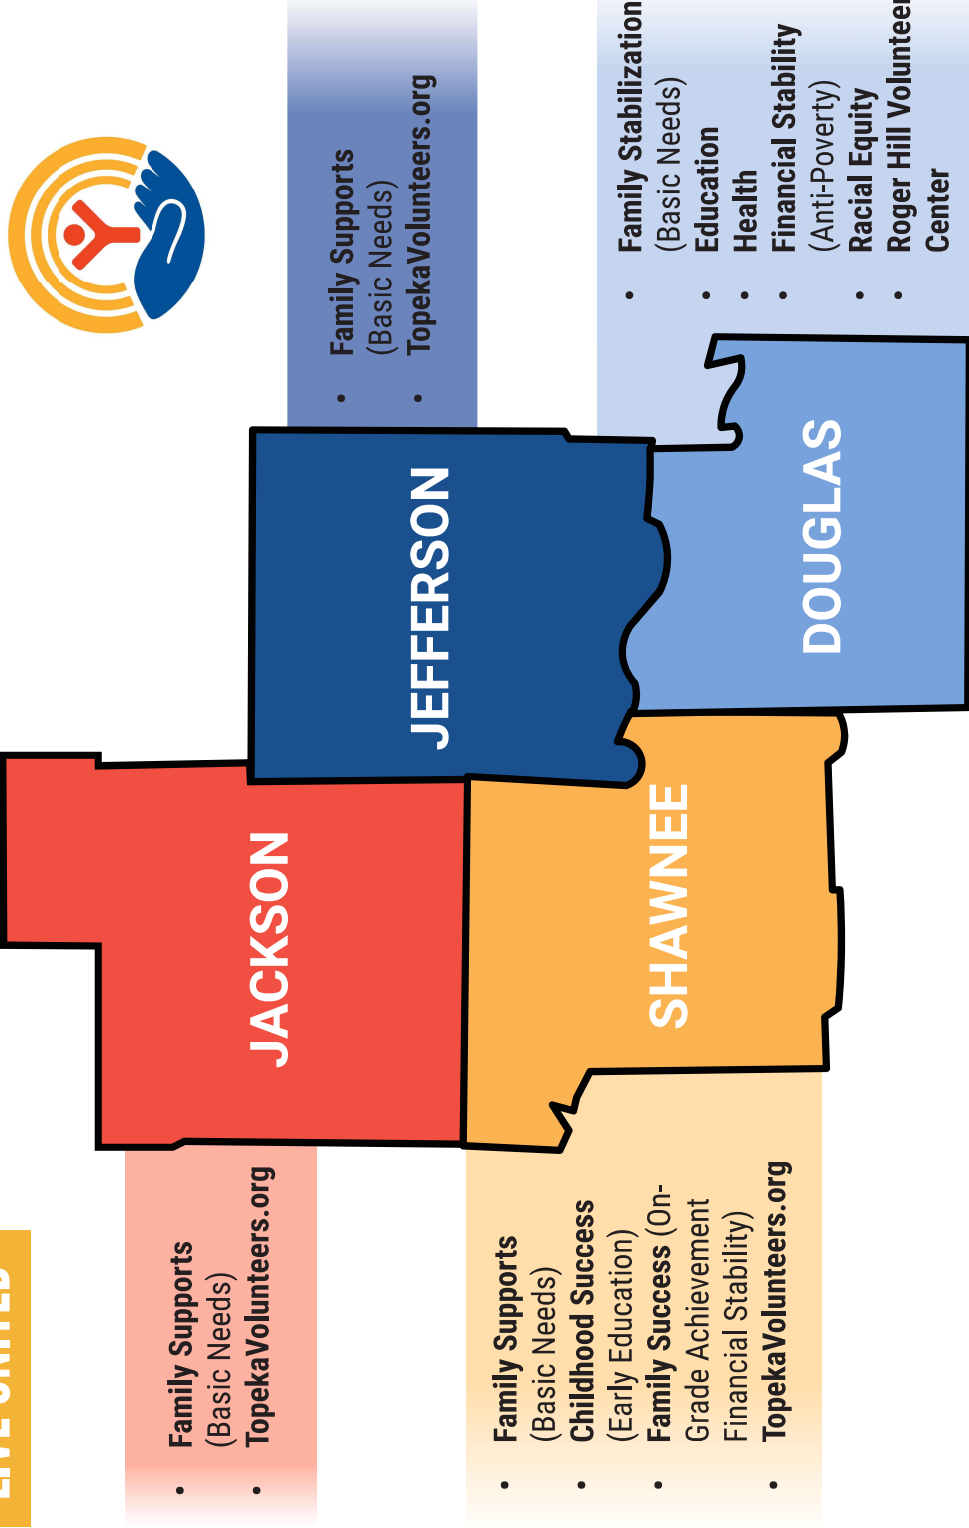 LIVE UNITED
JACKSON
• Family Supports
(Basic Needs)
• TopekaVolunteers.org
JEFFERSON
• Family Supports
(Basic Needs)
• TopekaVolunteers.org
SHAWNEE
• Family Supports
(Basic Needs)
• Childhood Success
(Early Education)
• Family Success (On-
Grade Achievement
Financial Stability)
• TopekaVolunteers.org
DOUGLAS
• Family Stabilization
(Basic Needs)
• Education
• Health
• Financial Stability
(Anti-Poverty)
• Racial Equity
• Roger Hill Volunteer
Center